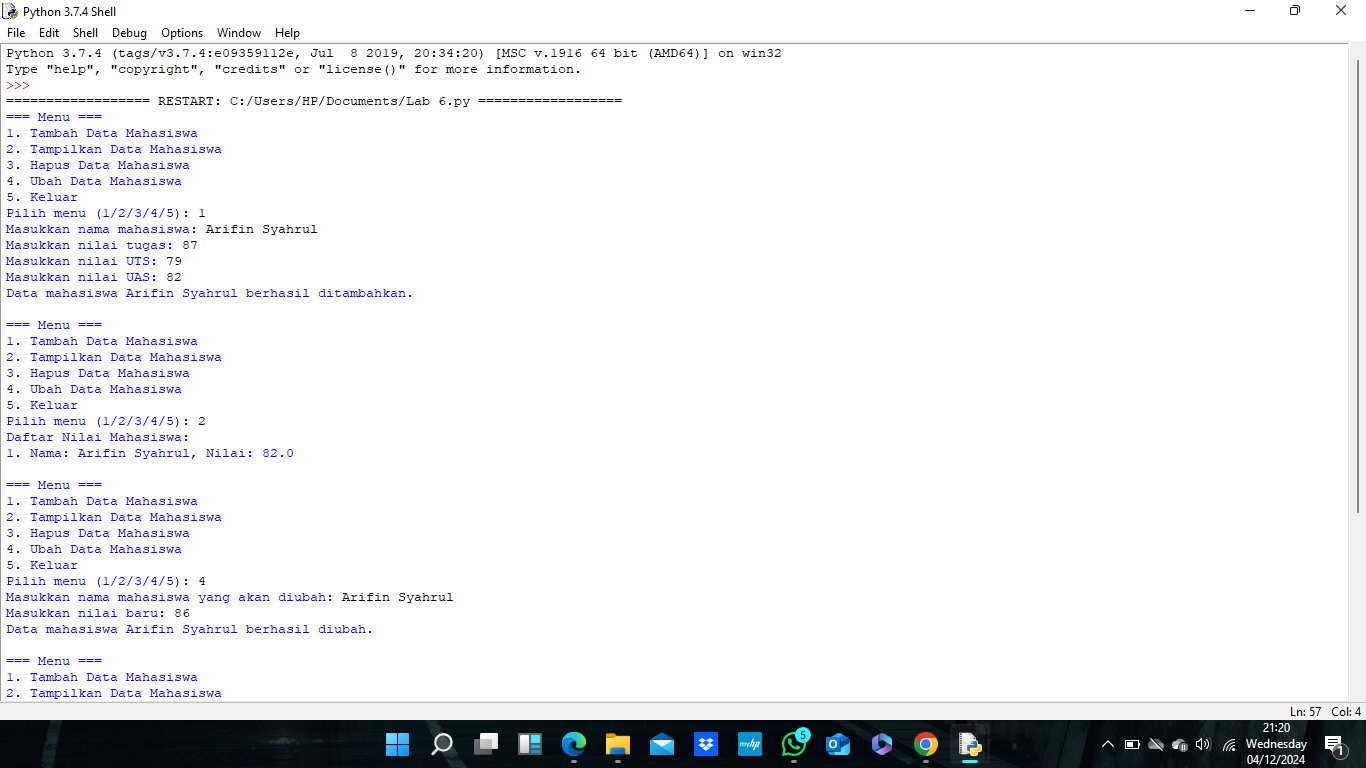 Python 3.7.4 Shell
File Edit Shell Debug Options Window Help
Python 3.7.4 (tags/v3.7.4:e09359112e, Jul  8 2019, 20:34:20) [MSC v.1916 64 bit (AMD64)] on win32
Type "help", "copyright", "credits" or "license()" for more information.
>>>
================== RESTART: C:/Users/HP/Documents/Lab 6.py ==================
=== Menu ===
1. Tambah Data Mahasiswa
2. Tampilkan Data Mahasiswa
3. Hapus Data Mahasiswa
4. Ubah Data Mahasiswa
5. Keluar
Pilih menu (1/2/3/4/5): 1
Masukkan nama mahasiswa: Arifin Syahrul
Masukkan nilai tugas: 87
Masukkan nilai UTS: 79
Masukkan nilai UAS: 82
Data mahasiswa Arifin Syahrul berhasil ditambahkan.
=== Menu ===
1. Tambah Data Mahasiswa
2. Tampilkan Data Mahasiswa
3. Hapus Data Mahasiswa
4. Ubah Data Mahasiswa
5. Keluar
Pilih menu (1/2/3/4/5): 2
Daftar Nilai Mahasiswa:
1. Nama: Arifin Syahrul, Nilai: 82.0
=== Menu ===
1. Tambah Data Mahasiswa
2. Tampilkan Data Mahasiswa
3. Hapus Data Mahasiswa
4. Ubah Data Mahasiswa
5. Keluar
Pilih menu (1/2/3/4/5): 4
Masukkan nama mahasiswa yang akan diubah: Arifin Syahrul
Masukkan nilai baru: 86
Data mahasiswa Arifin Syahrul berhasil diubah.
=== Menu ===
1. Tambah Data Mahasiswa
2. Tampilkan Data Mahasiswa
Ln: 57 Col: 4
myhp
5
21:20
Wednesday
04/12/2024
1